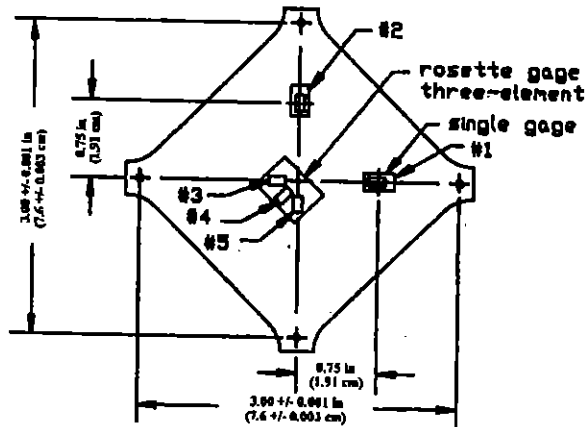 #2
rosette gage
three-element
single gage
#1
#3
#4
#5
0.75 in
(1.91 cm)
3.00 +/- 0.001 in
(7.6 +/- 0.003 cm)
0.75 in
(1.91 cm)
3.00 +/- 0.001 in
(7.6 +/- 0.003 cm)